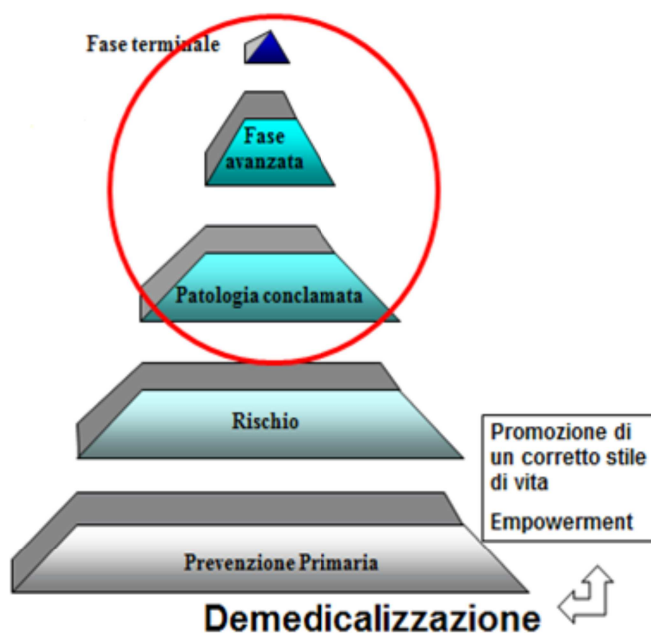 Fase terminale
Fase
avanzata
Patologia conclamata
Rischio
Promozione di
un corretto stile
di vita
Empowerment
Prevenzione Primaria
Demedicalizzazione